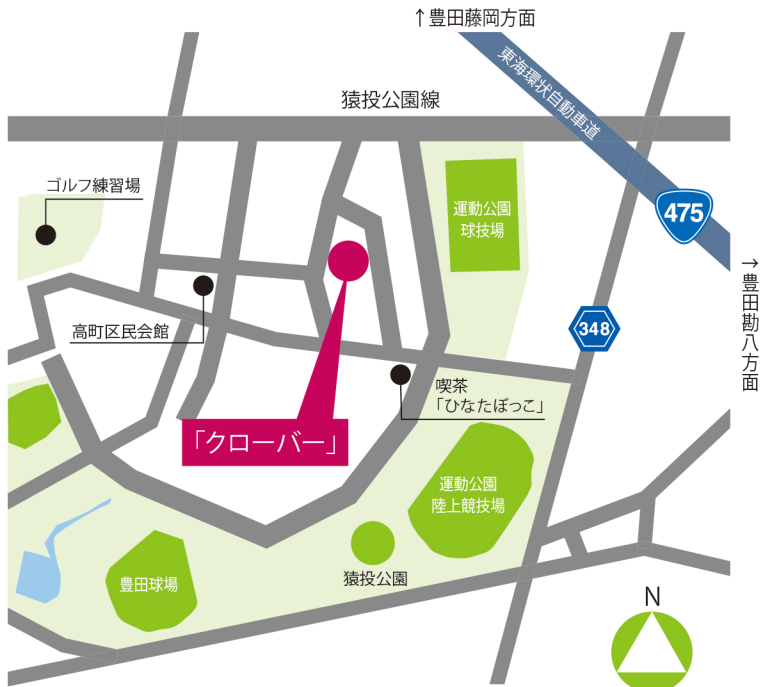 ↑豊田藤岡方面
東海環状自動車道
猿投公園線
ゴルフ練習場
運動公園
球技場
475
→豊田勘八方面
348
高町区民会館
喫茶
「ひなたぼっこ」
「クローバー」
運動公園
陸上競技場
豊田球場
猿投公園
N